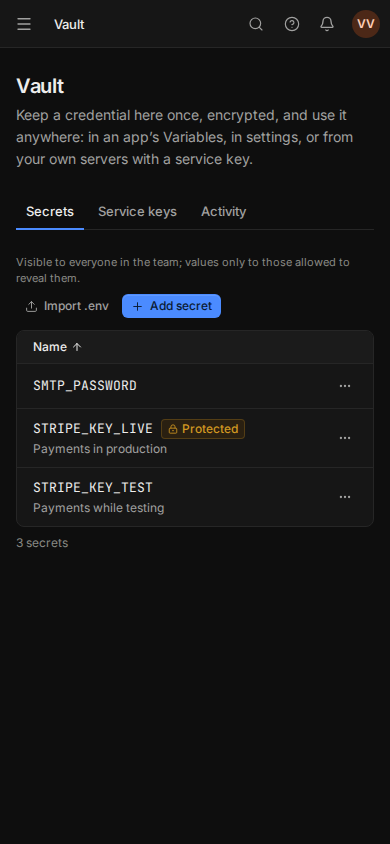 Vault
VV
Vault
Keep a credential here once, encrypted, and use it
anywhere: in an app's Variables, in settings, or from
your own servers with a service key.
Secrets
Service keys
Activity
Visible to everyone in the team; values only to those allowed to
reveal them.
Import .env
Add secret
Name
SMTP_PASSWORD
STRIPE_KEY_LIVE Protected
Payments in production
STRIPE_KEY_TEST
Payments while testing
3 secrets